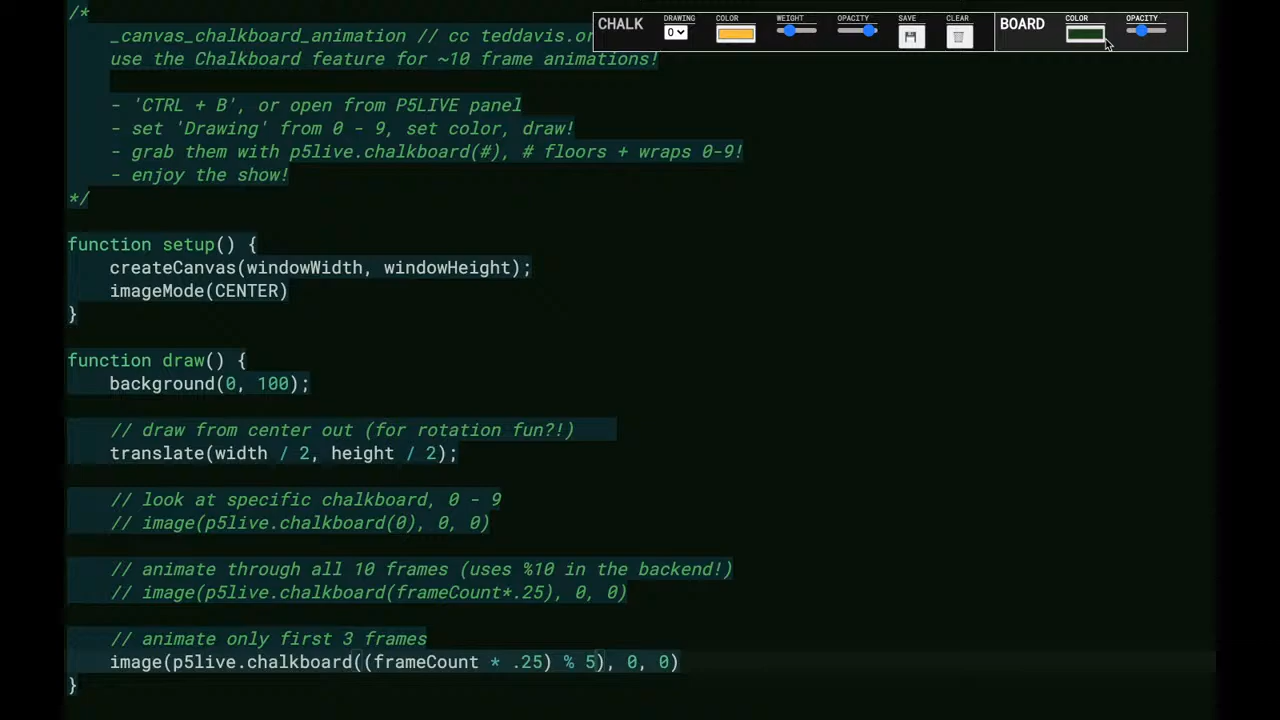 /*
_canvas_chalkboard_animation // cc teddavis.or
use the Chalkboard feature for ~10 frame animations!
- 'CTRL + B', or open from P5LIVE panel
- set 'Drawing' from 0 - 9, set color, draw!
- grab them with p5live.chalkboard(#), # floors + wraps 0-9!
- enjoy the show!
*/
CHALK
DRAWING
0
COLOR
WEIGHT
OPACITY
SAVE
CLEAR
BOARD
COLOR
OPACITY
function setup() {
createCanvas(windowWidth, windowHeight);
imageMode(CENTER)
}
function draw() {
background(0, 100);
// draw from center out (for rotation fun?!)
translate(width / 2, height / 2);
// look at specific chalkboard, 0 - 9
// image(p5live.chalkboard(0), 0, 0)
// animate through all 10 frames (uses %10 in the backend!)
// image(p5live.chalkboard(frameCount*.25), 0, 0)
// animate only first 3 frames
image(p5live.chalkboard((frameCount * .25) % 5), 0, 0)
}